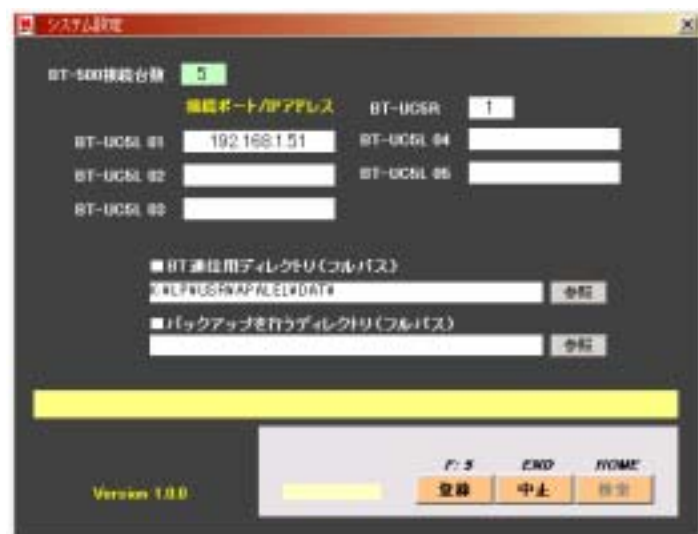 システム設定
BT-500接続台数 5
接続ポート/IPアドレス BT-UC5R 1
BT-UC5L 01 192.168.1.51 BT-UC5L 04
BT-UC5L 02 BT-UC5L 05
BT-UC5L 03
■BT通信用ディレクトリ(フルパス)
X:¥LP¥USR¥APALEL¥DAT¥ 参照
■バックアップを行うディレクトリ(フルパス)
参照
F:5 END HOME
登録 中止 検索
Version 1.0.0